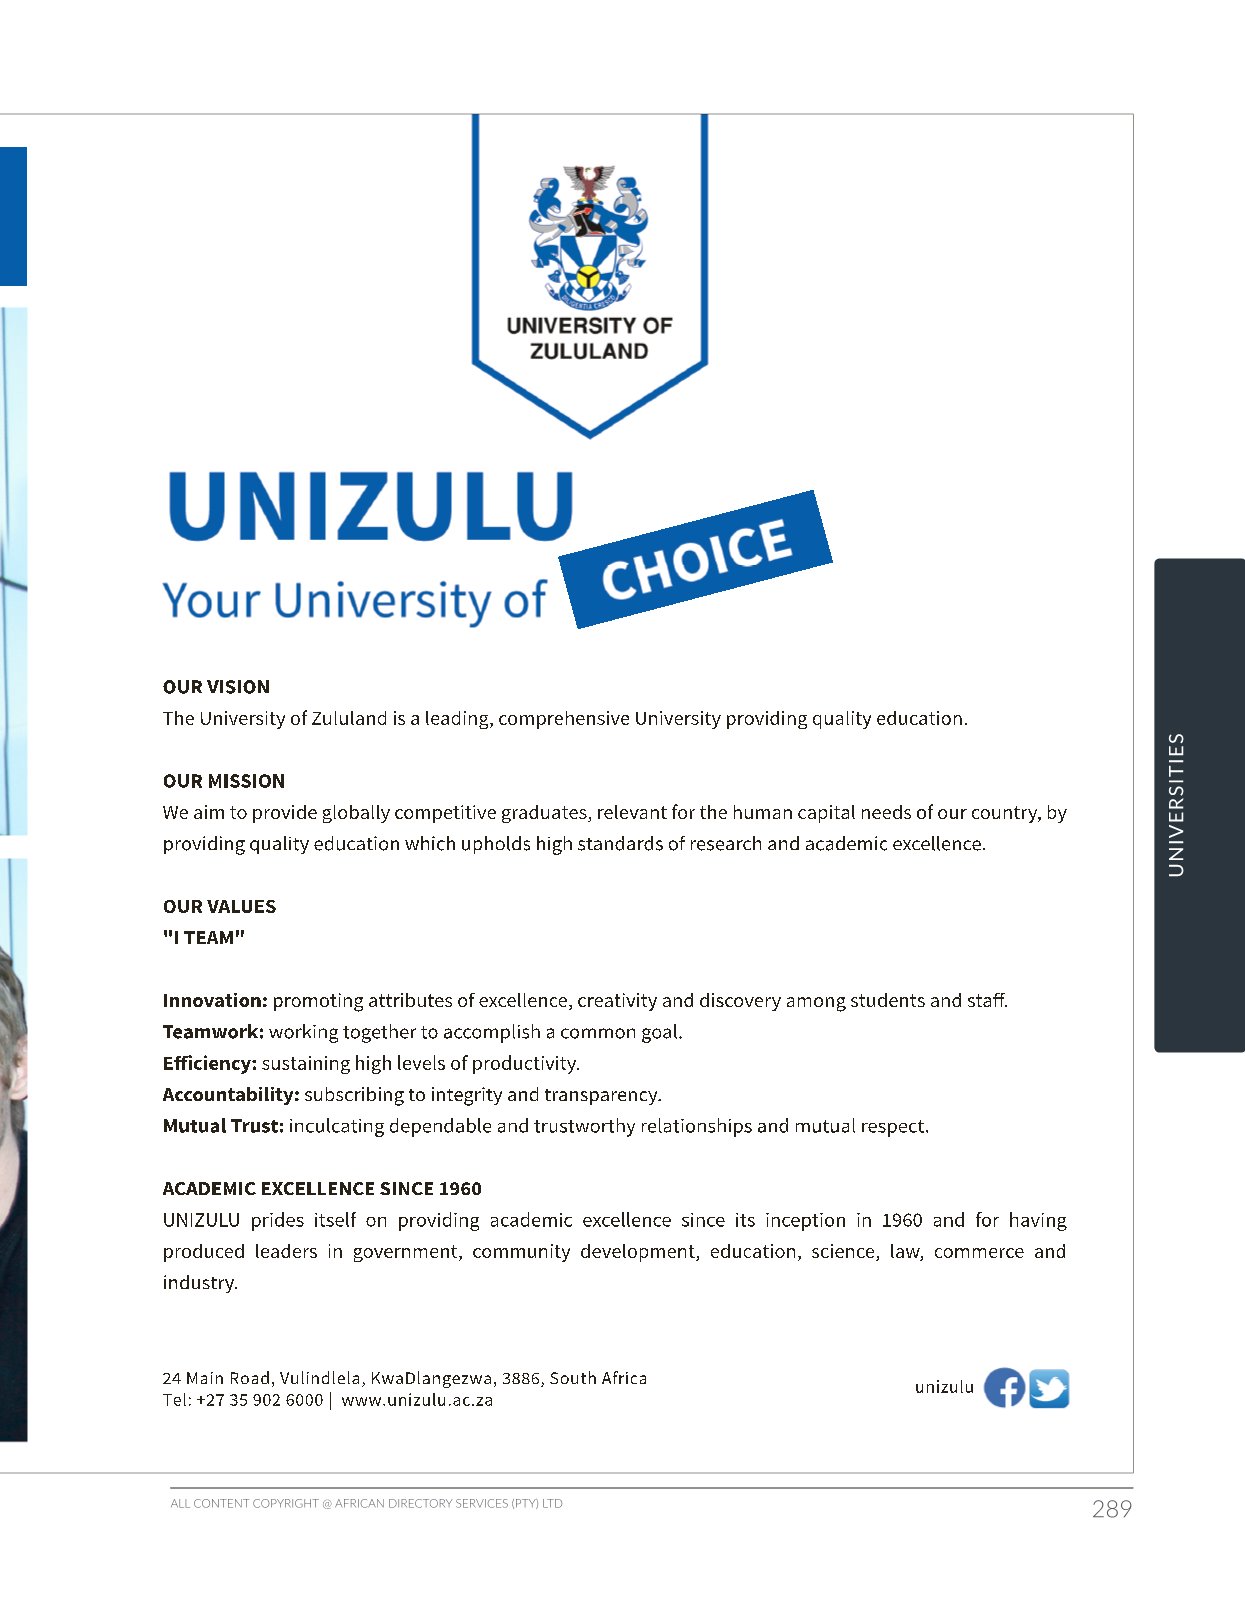 DILIGENTIA CRESCO
UNIVERSITY OF
ZULULAND
UNIZULU
Your University of CHOICE
OUR VISION
The University of Zululand is a leading, comprehensive University providing quality education.
OUR MISSION
We aim to provide globally competitive graduates, relevant for the human capital needs of our country, by
providing quality education which upholds high standards of research and academic excellence.
OUR VALUES
"I TEAM"
Innovation: promoting attributes of excellence, creativity and discovery among students and staff.
Teamwork: working together to accomplish a common goal.
Efficiency: sustaining high levels of productivity.
Accountability: subscribing to integrity and transparency.
Mutual Trust: inculcating dependable and trustworthy relationships and mutual respect.
ACADEMIC EXCELLENCE SINCE 1960
UNIZULU prides itself on providing academic excellence since its inception in 1960 and for having
produced leaders in government, community development, education, science, law, commerce and
industry.
24 Main Road, Vulindlela, KwaDlangezwa, 3886, South Africa
Tel: +27 35 902 6000 | www.unizulu.ac.za
unizulu
UNIVERSITIES
ALL CONTENT COPYRIGHT @ AFRICAN DIRECTORY SERVICES (PTY) LTD
289